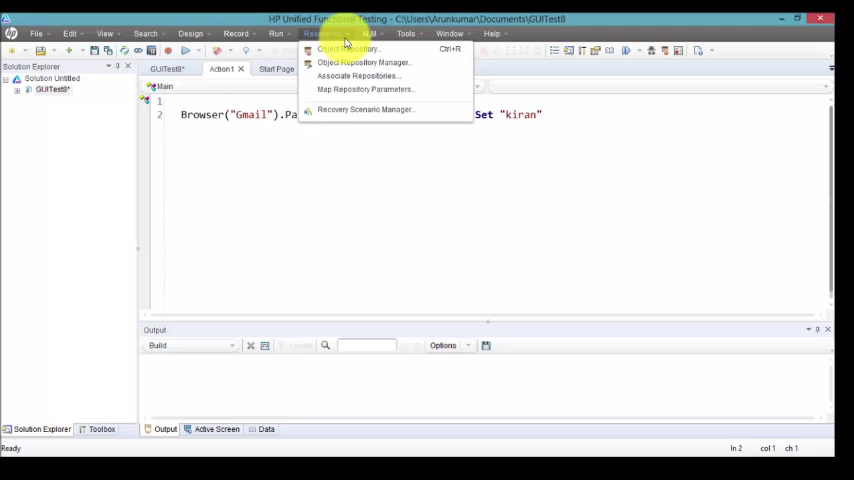 HP Unified Functional Testing - C:\Users\Arunkumar\Documents\GUITest8
File Edit View Search Design Record Run Resources ALM Tools Window Help
Solution Explorer
Solution Untitled
GUITest8*
GUITest8* Action1 Start Page
Main
Object Repository... Ctrl+R
Object Repository Manager...
Associate Repositories...
Map Repository Parameters...
Recovery Scenario Manager...
1
2 Browser("Gmail").Pa Set "kiran"
Output
Build Options
Solution Explorer Toolbox Output Active Screen Data
Ready ln 2 col 1 ch 1